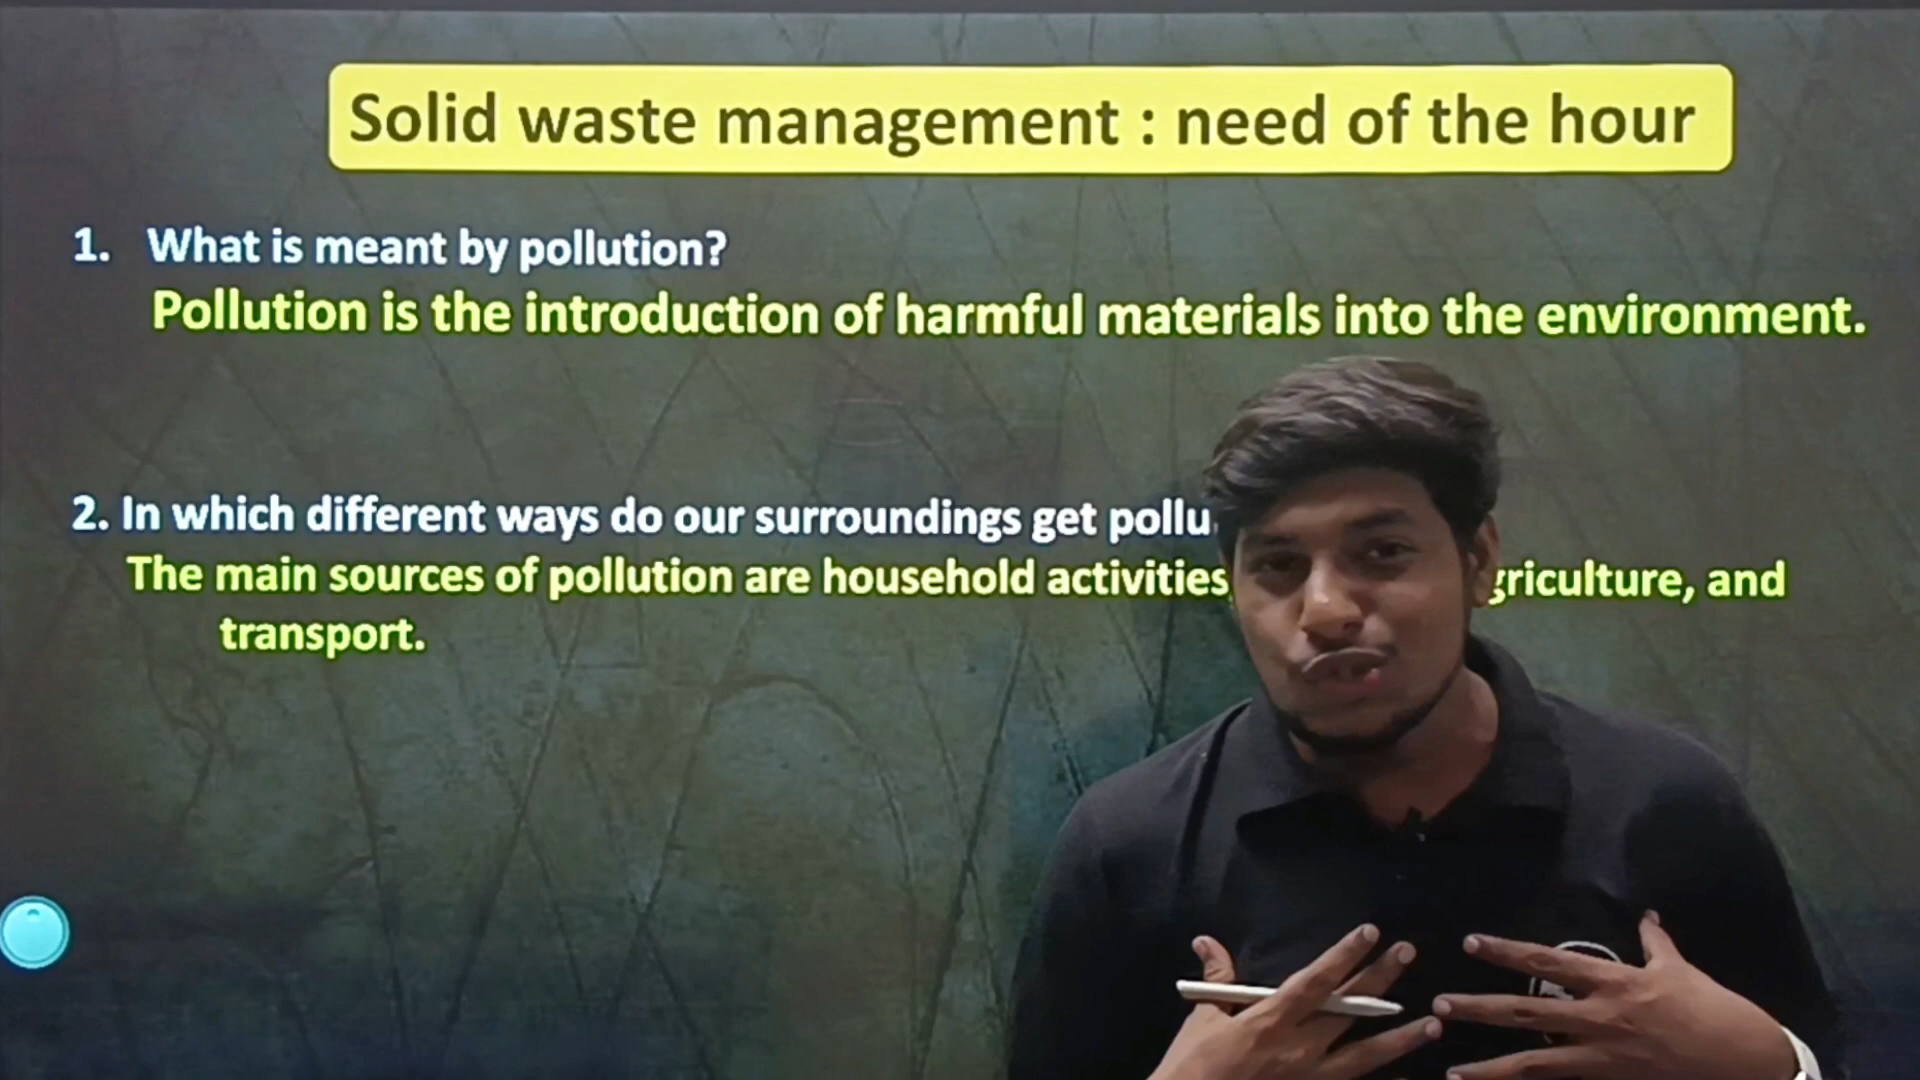 Solid waste management : need of the hour
1. What is meant by pollution?
Pollution is the introduction of harmful materials into the environment.
2. In which different ways do our surroundings get
The main sources of pollution are household activities and
transport.